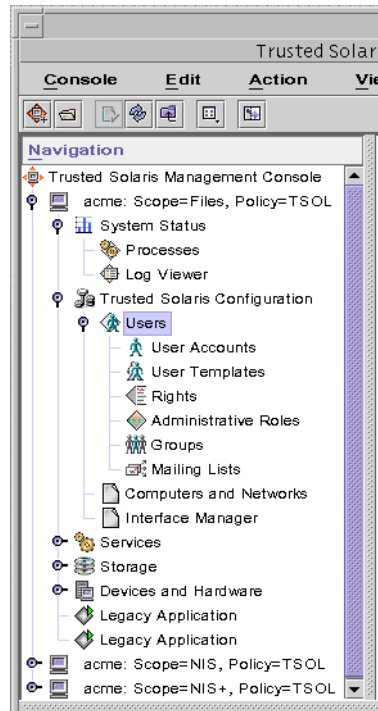 Trusted Solar
Console Edit Action Vie
Navigation
Trusted Solaris Management Console
acme: Scope=Files, Policy=TSOL
System Status
Processes
Log Viewer
Trusted Solaris Configuration
Users
User Accounts
User Templates
Rights
Administrative Roles
Groups
Mailing Lists
Computers and Networks
Interface Manager
Services
Storage
Devices and Hardware
Legacy Application
Legacy Application
acme: Scope=NIS, Policy=TSOL
acme: Scope=NIS+, Policy=TSOL